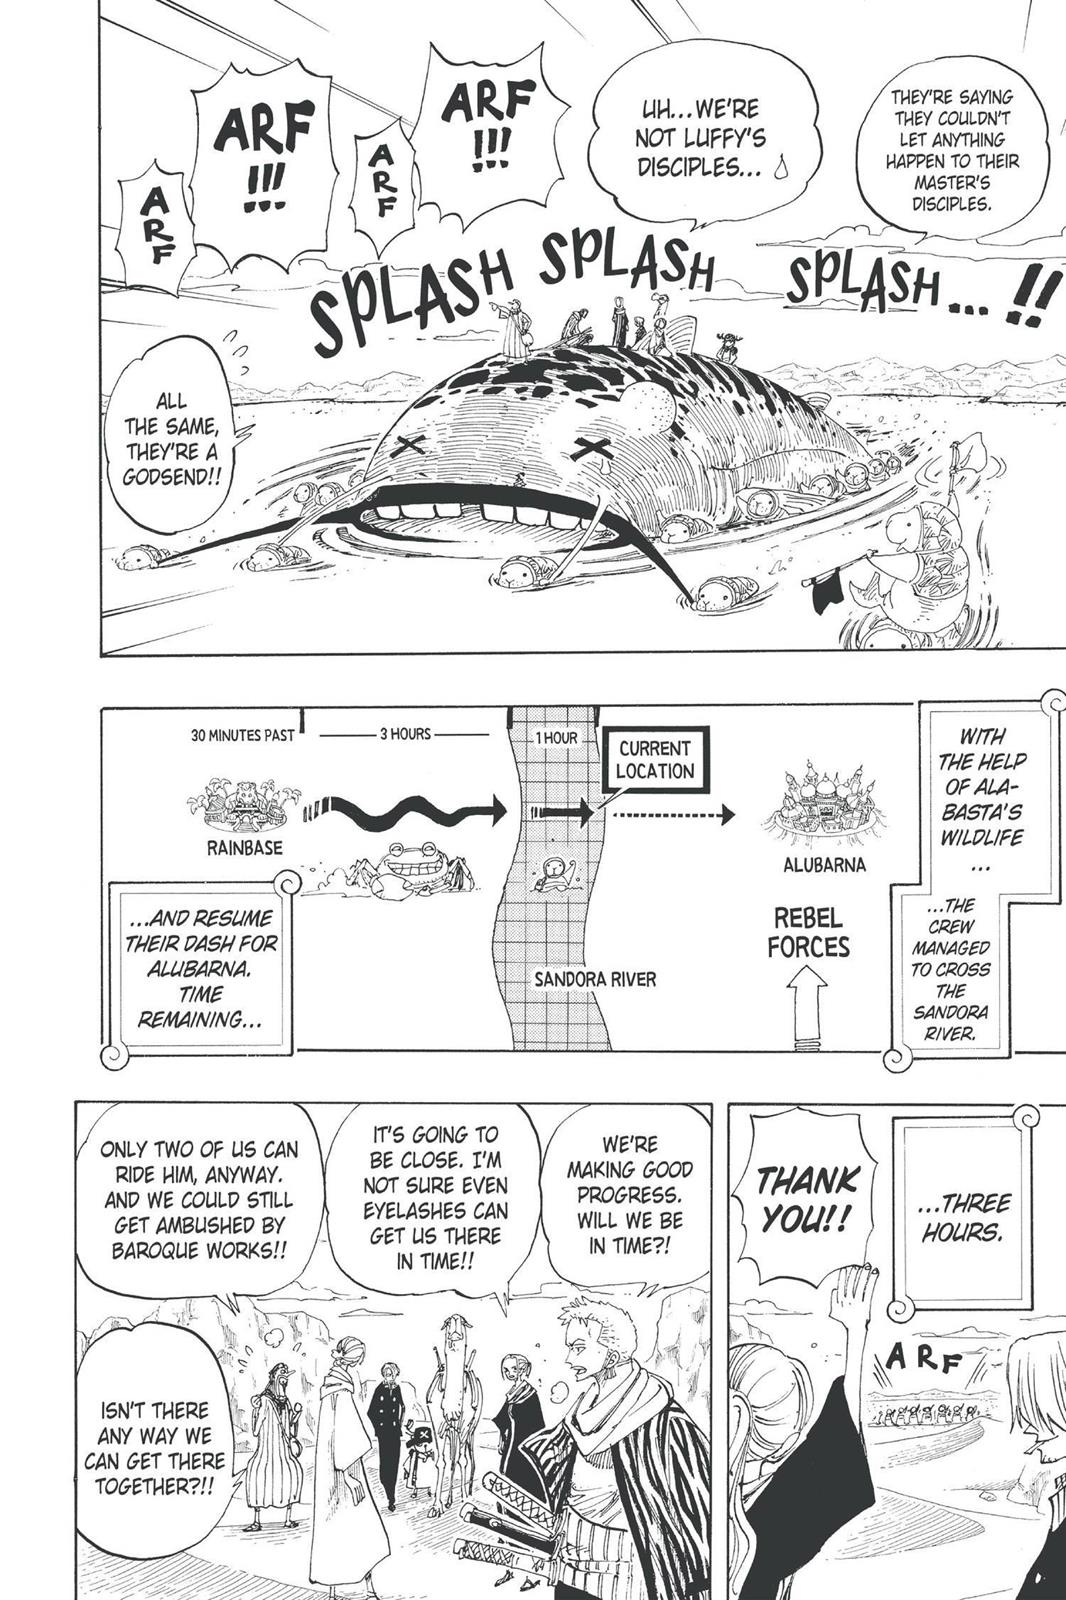 THEY'RE SAYING
THEY COULDN'T
LET ANYTHING
HAPPEN TO THEIR
MASTER'S
DISCIPLES.
UH...WE'RE
NOT LUFFY'S
DISCIPLES...
ARF
!!!
ARF
ARF
!!!
ARF
SPLASH SPLASH SPLASH...!!
ALL
THE SAME,
THEY'RE A
GODSEND!!
WITH
THE HELP
OF ALA-
BASTA'S
WILDLIFE
...
...THE
CREW
MANAGED
TO CROSS
THE
SANDORA
RIVER.
30 MINUTES PAST
3 HOURS
1 HOUR
CURRENT
LOCATION
RAINBASE
ALUBARNA
REBEL
FORCES
SANDORA RIVER
...AND RESUME
THEIR DASH FOR
ALUBARNA.
TIME
REMAINING...
...THREE
HOURS.
THANK
YOU!!
ARF
WE'RE
MAKING GOOD
PROGRESS.
WILL WE BE
IN TIME?!
IT'S GOING TO
BE CLOSE. I'M
NOT SURE EVEN
EYELASHES CAN
GET US THERE
IN TIME!!
ONLY TWO OF US CAN
RIDE HIM, ANYWAY.
AND WE COULD STILL
GET AMBUSHED BY
BAROQUE WORKS!!
ISN'T THERE
ANY WAY WE
CAN GET THERE
TOGETHER?!!